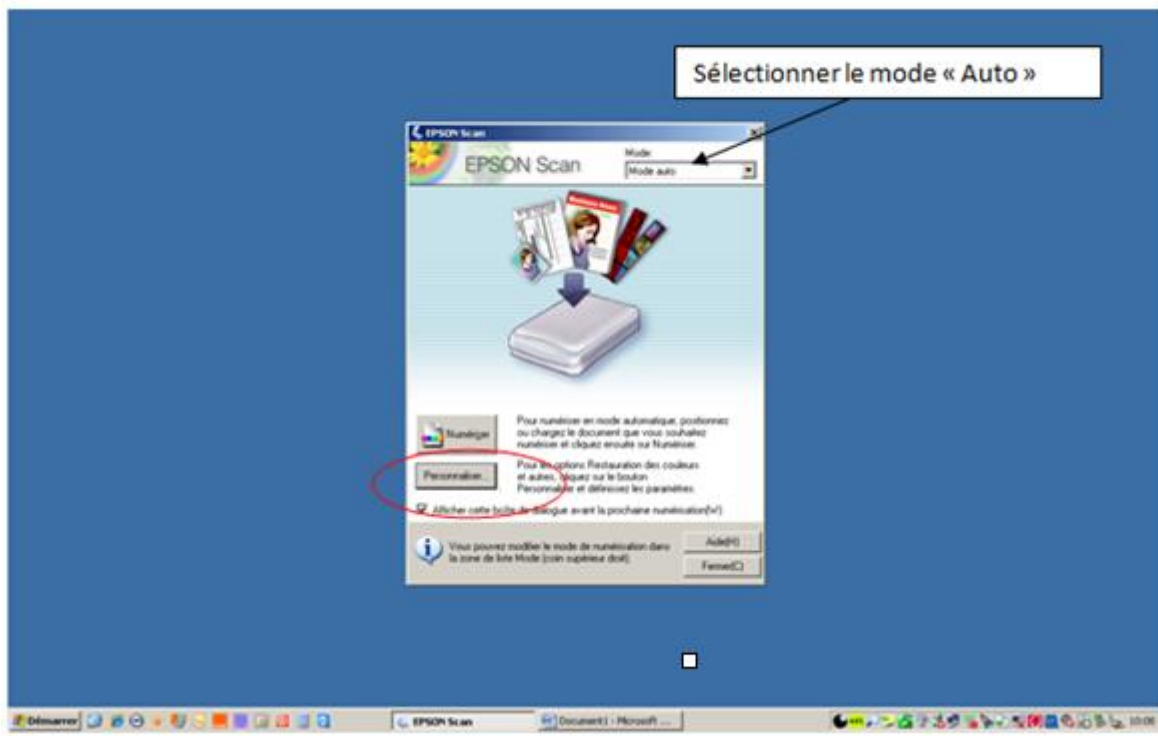 Sélectionner le mode « Auto »
EPSON Scan
EPSON Scan
Mode:
Mode auto
Numériser
Pour numériser en mode automatique, positionnez
ou chargez le document que vous souhaitez
numériser et cliquez ensuite sur Numériser.
Personnaliser...
Pour les options Restauration des couleurs
et autres, cliquez sur le bouton
Personnaliser et définissez les paramètres.
Afficher cette boîte de dialogue avant la prochaine numérisation(W)
Vous pouvez modifier le mode de numérisation dans
la zone de liste Mode (coin supérieur droit).
Aide(H)
Fermer(C)
Démarrer
EPSON Scan
Document1 - Microsoft ...
10:08